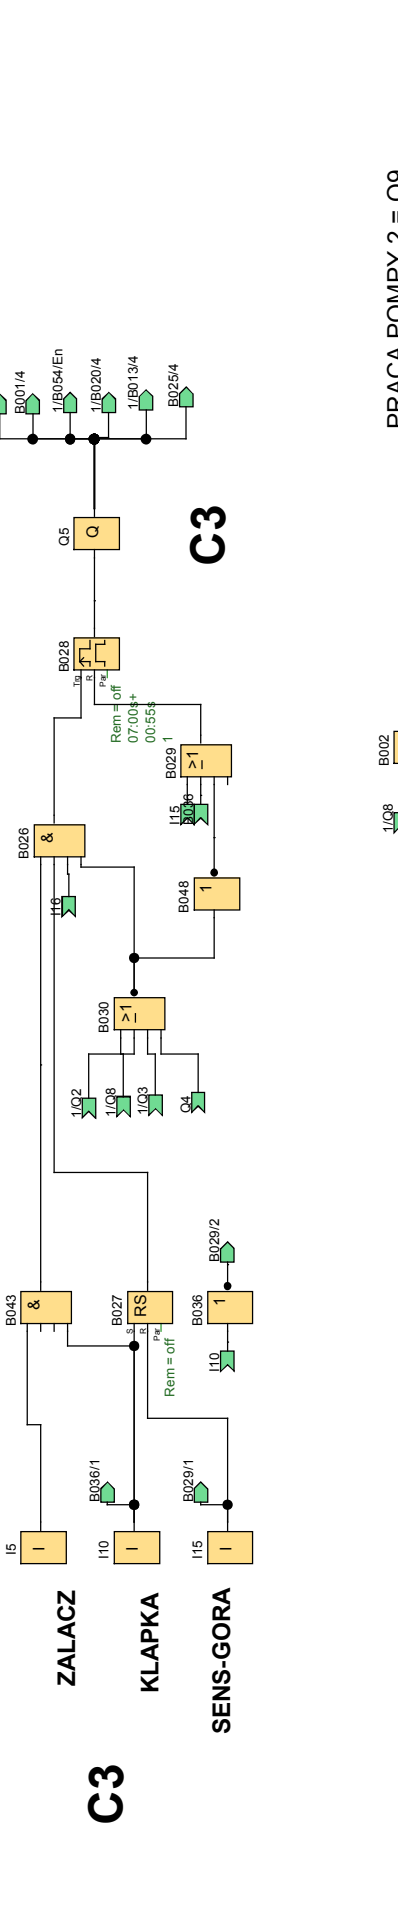 B001/4
1/B054/En
1/B020/4
1/B013/4
B025/4
Q5
Q
C3
B028
Trg
R
Par
Rem = off
07:00s+
00:55s
1
B029
≥1
I15
B036
B026
&
I16
B048
1
B030
≥1
1/Q2
1/Q8
1/Q3
Q4
B043
&
B027
RS
S
R
Par
Rem = off
B036
1
B029/2
I10
B036/1
B029/1
I5
I
I10
I
I15
I
ZALACZ
KLAPKA
SENS-GORA
C3
PRACA POMPY 2 = Q9
B002
1/Q8